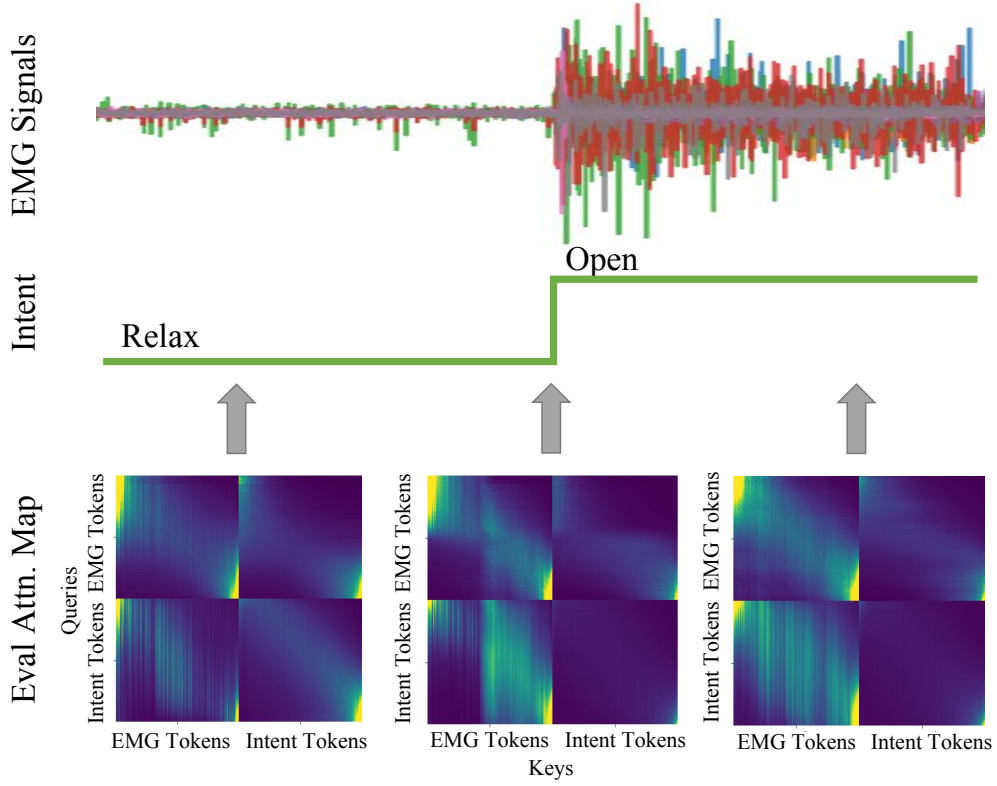 EMG Signals
Intent
Open
Relax
Eval Attn. Map
Queries
EMG Tokens
Intent Tokens
EMG Tokens
Intent Tokens
EMG Tokens
Intent Tokens
EMG Tokens Intent Tokens
EMG Tokens Intent Tokens
EMG Tokens Intent Tokens
Keys